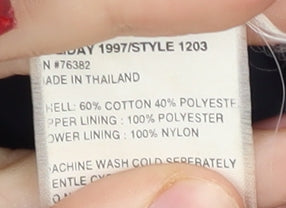 IDAY 1997/STYLE 1203
N #76382
ADE IN THAILAND
HELL: 60% COTTON 40% POLYESTE
PPER LINING : 100% POLYESTER
OWER LINING : 100% NYLON
ACHINE WASH COLD SEPERATELY
ENTLE CYC